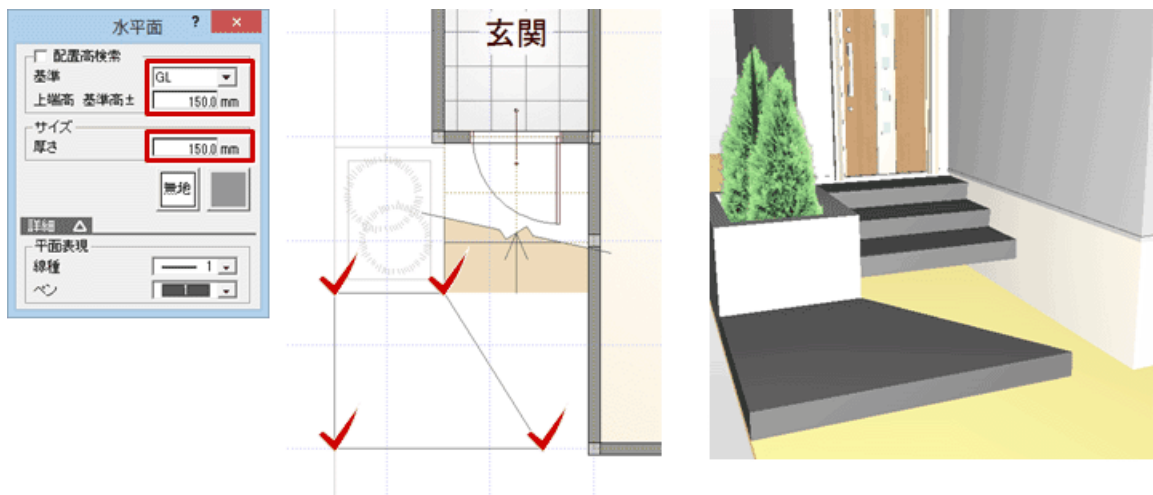 水平面 ? ×
配置高検索
基準 GL
上端高 基準高± 150.0 mm
サイズ
厚さ 150.0 mm
無地
詳細 △
平面表現
線種 1
ペン 1
玄関